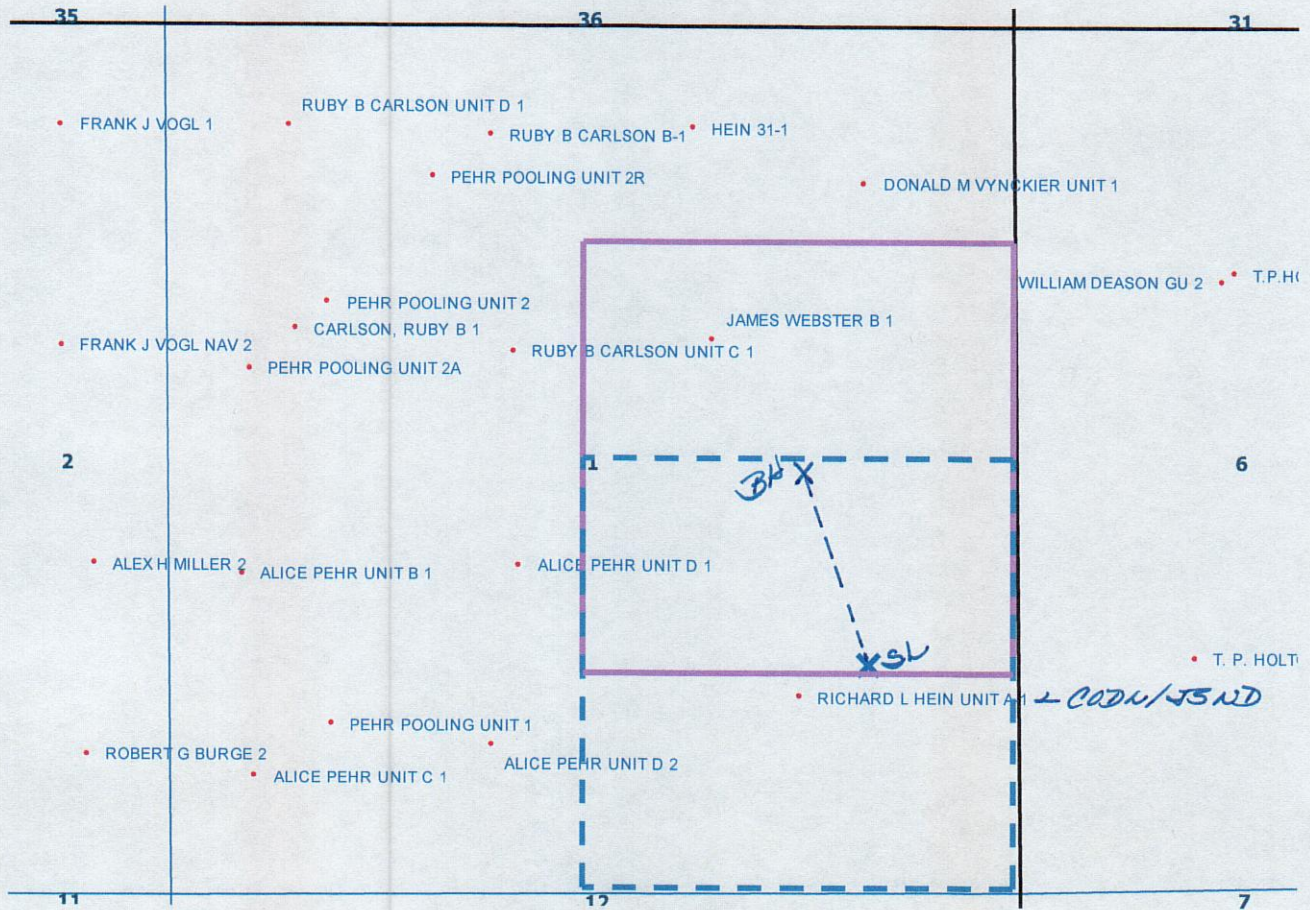 35
36
31
RUBY B CARLSON UNIT D 1
FRANK J VOGL 1
RUBY B CARLSON B-1
HEIN 31-1
PEHR POOLING UNIT 2R
DONALD M VYNCKIER UNIT 1
WILLIAM DEASON GU 2
T.P.H
PEHR POOLING UNIT 2
CARLSON, RUBY B 1
JAMES WEBSTER B 1
FRANK J VOGL NAV 2
RUBY B CARLSON UNIT C 1
PEHR POOLING UNIT 2A
2
1
6
BH X
ALEX H MILLER 2
ALICE PEHR UNIT B 1
ALICE PEHR UNIT D 1
X SL
T. P. HOLT
RICHARD L HEIN UNIT A 1 CODL/JSND
PEHR POOLING UNIT 1
ROBERT G BURGE 2
ALICE PEHR UNIT D 2
ALICE PEHR UNIT C 1
11
12
7